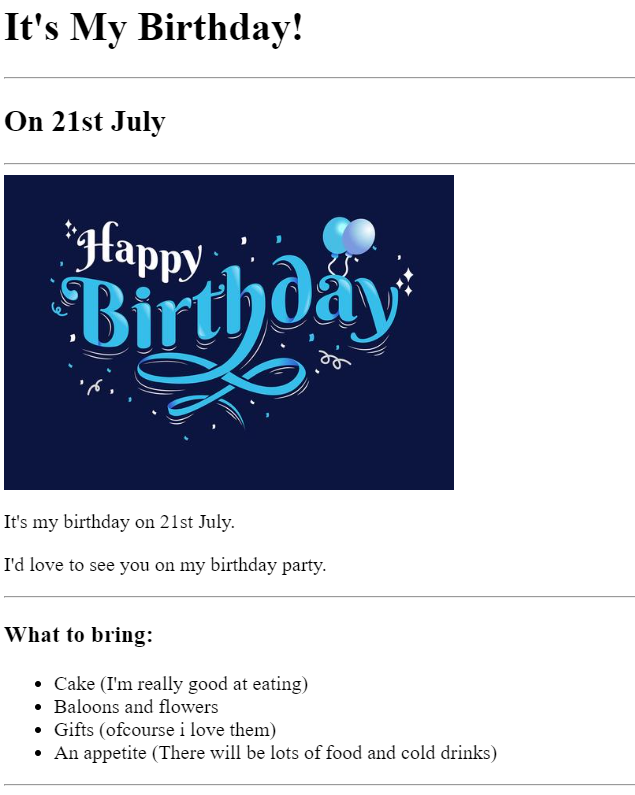 It's My Birthday!
On 21st July
Happy
Birthday
It's my birthday on 21st July.
I'd love to see you on my birthday party.
What to bring:
• Cake (I'm really good at eating)
• Baloons and flowers
• Gifts (ofcourse i love them)
• An appetite (There will be lots of food and cold drinks)